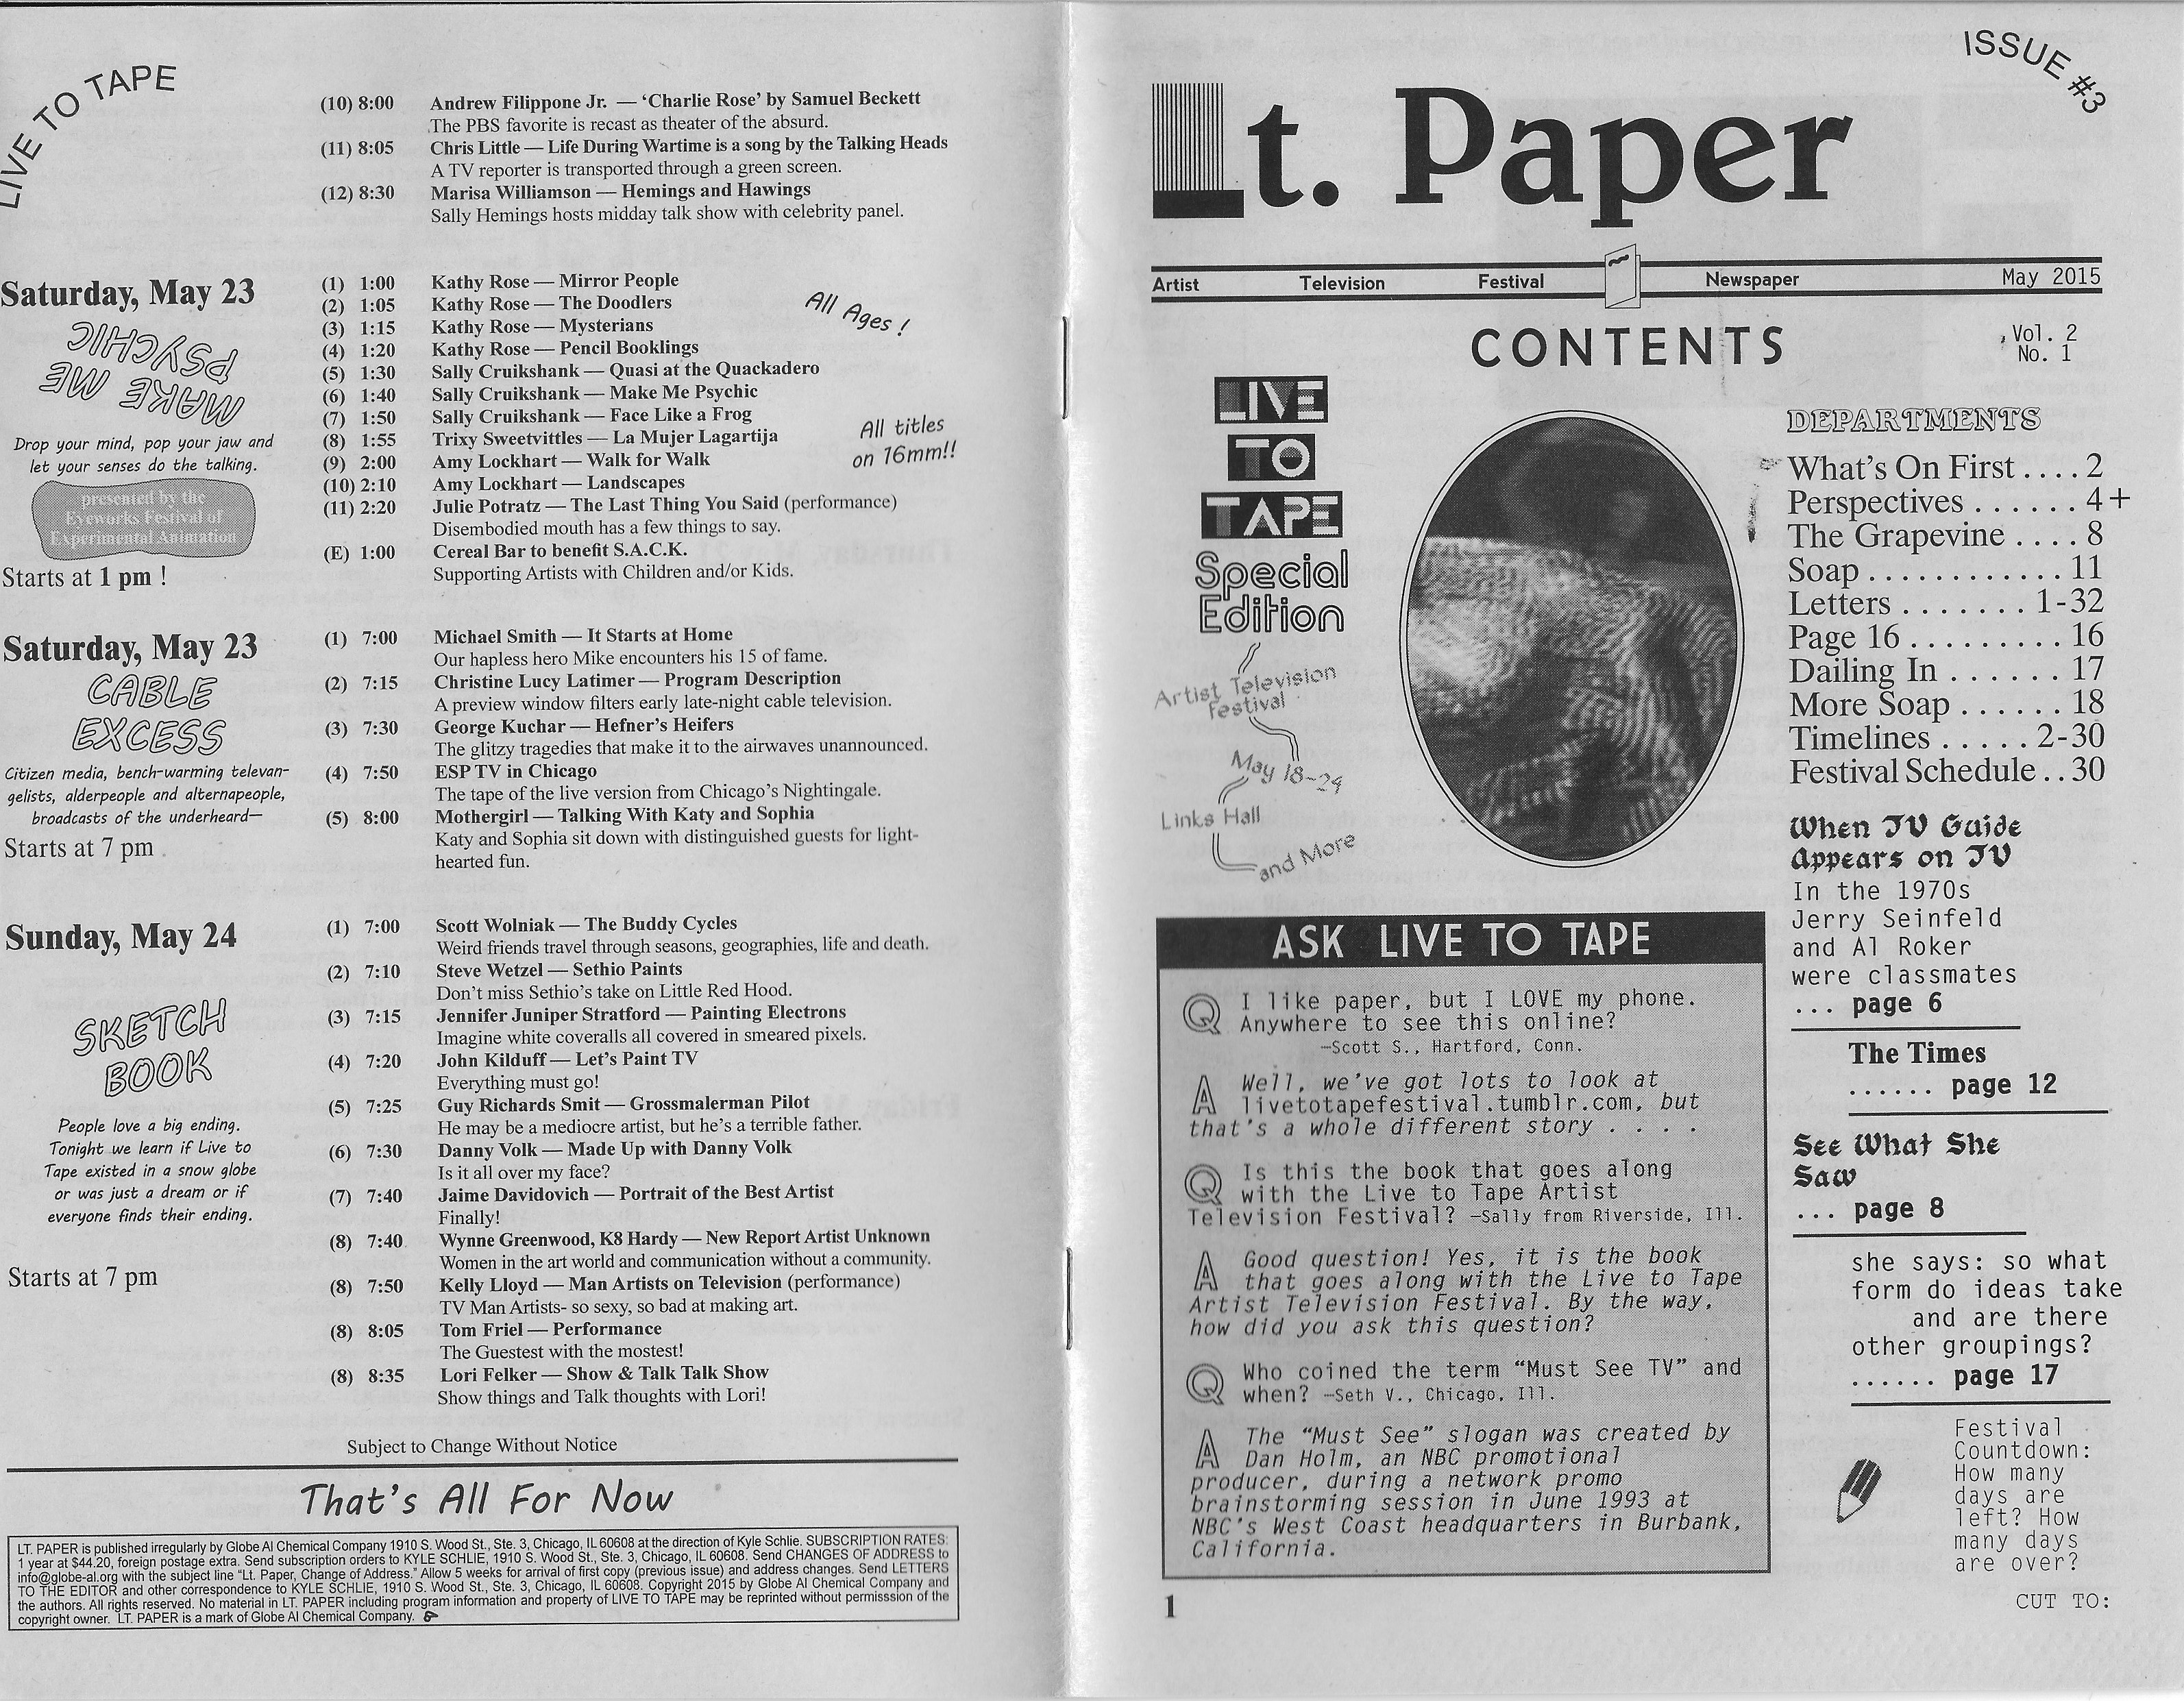 LIVE TO TAPE
(10) 8:00 Andrew Filippone Jr. — ‘Charlie Rose’ by Samuel Beckett
The PBS favorite is recast as theater of the absurd.
(11) 8:05 Chris Little — Life During Wartime is a song by the Talking Heads
A TV reporter is transported through a green screen.
(12) 8:30 Marisa Williamson — Hemings and Hawings
Sally Hemings hosts midday talk show with celebrity panel.
Saturday, May 23
MAKE ME
PSYCHIC
Drop your mind, pop your jaw and
let your senses do the talking.
presented by the
Eyeworks Festival of
Experimental Animation
Starts at 1 pm !
(1) 1:00 Kathy Rose — Mirror People
(2) 1:05 Kathy Rose — The Doodlers
(3) 1:15 Kathy Rose — Mysterians
(4) 1:20 Kathy Rose — Pencil Booklings
(5) 1:30 Sally Cruikshank — Quasi at the Quackadero
(6) 1:40 Sally Cruikshank — Make Me Psychic
(7) 1:50 Sally Cruikshank — Face Like a Frog
(8) 1:55 Trixy Sweetvittles — La Mujer Lagartija
(9) 2:00 Amy Lockhart — Walk for Walk
(10) 2:10 Amy Lockhart — Landscapes
(11) 2:20 Julie Potratz — The Last Thing You Said (performance)
Disembodied mouth has a few things to say.
(E) 1:00 Cereal Bar to benefit S.A.C.K.
Supporting Artists with Children and/or Kids.
All Ages !
All titles
on 16mm!!
Saturday, May 23
CABLE
EXCESS
Citizen media, bench-warming televan-
gelists, alderpeople and alternapeople,
broadcasts of the underheard—
Starts at 7 pm
(1) 7:00 Michael Smith — It Starts at Home
Our hapless hero Mike encounters his 15 of fame.
(2) 7:15 Christine Lucy Latimer — Program Description
A preview window filters early late-night cable television.
(3) 7:30 George Kuchar — Hefner’s Heifers
The glitzy tragedies that make it to the airwaves unannounced.
(4) 7:50 ESP TV in Chicago
The tape of the live version from Chicago’s Nightingale.
(5) 8:00 Mothergirl — Talking With Katy and Sophia
Katy and Sophia sit down with distinguished guests for light-
hearted fun.
Sunday, May 24
SKETCH
BOOK
People love a big ending.
Tonight we learn if Live to
Tape existed in a snow globe
or was just a dream or if
everyone finds their ending.
Starts at 7 pm
(1) 7:00 Scott Wolniak — The Buddy Cycles
Weird friends travel through seasons, geographies, life and death.
(2) 7:10 Steve Wetzel — Sethio Paints
Don’t miss Sethio’s take on Little Red Hood.
(3) 7:15 Jennifer Juniper Stratford — Painting Electrons
Imagine white coveralls all covered in smeared pixels.
(4) 7:20 John Kilduff — Let’s Paint TV
Everything must go!
(5) 7:25 Guy Richards Smit — Grossmalerman Pilot
He may be a mediocre artist, but he’s a terrible father.
(6) 7:30 Danny Volk — Made Up with Danny Volk
Is it all over my face?
(7) 7:40 Jaime Davidovich — Portrait of the Best Artist
Finally!
(8) 7:40 Wynne Greenwood, K8 Hardy — New Report Artist Unknown
Women in the art world and communication without a community.
(8) 7:50 Kelly Lloyd — Man Artists on Television (performance)
TV Man Artists- so sexy, so bad at making art.
(8) 8:05 Tom Friel — Performance
The Guestest with the mostest!
(8) 8:35 Lori Felker — Show & Talk Talk Show
Show things and Talk thoughts with Lori!
Subject to Change Without Notice
That's All For Now
LT. PAPER is published irregularly by Globe Al Chemical Company 1910 S. Wood St., Ste. 3, Chicago, IL 60608 at the direction of Kyle Schlie. SUBSCRIPTION RATES:
1 year at $44.20, foreign postage extra. Send subscription orders to KYLE SCHLIE, 1910 S. Wood St., Ste. 3, Chicago, IL 60608. Send CHANGES OF ADDRESS to
info@globe-al.org with the subject line “Lt. Paper, Change of Address.” Allow 5 weeks for arrival of first copy (previous issue) and address changes. Send LETTERS
TO THE EDITOR and other correspondence to KYLE SCHLIE, 1910 S. Wood St., Ste. 3, Chicago, IL 60608. Copyright 2015 by Globe Al Chemical Company and
the authors. All rights reserved. No material in LT. PAPER including program information and property of LIVE TO TAPE may be reprinted without permisssion of the
copyright owner. LT. PAPER is a mark of Globe Al Chemical Company.
ISSUE #3
Lt. Paper
Artist Television Festival Newspaper May 2015
CONTENTS
Vol. 2
No. 1
LIVE
TO
TAPE
Special
Edition
Artist Television
Festival
May 18-24
Links Hall
and More
DEPARTMENTS
What’s On First . . . . 2
Perspectives . . . . . . 4+
The Grapevine . . . . 8
Soap . . . . . . . . . . . . 11
Letters . . . . . . . 1-32
Page 16 . . . . . . . . . 16
Dailing In . . . . . . 17
More Soap . . . . . . 18
Timelines . . . . . 2-30
Festival Schedule . . 30
When TV Guide
Appears on TV
In the 1970s
Jerry Seinfeld
and Al Roker
were classmates
... page 6
The Times
...... page 12
See What She
Saw
... page 8
she says: so what
form do ideas take
and are there
other groupings?
...... page 17
Festival
Countdown:
How many
days are
left? How
many days
are over?
CUT TO:
ASK LIVE TO TAPE
Q I like paper, but I LOVE my phone.
Anywhere to see this online?
—Scott S., Hartford, Conn.
A Well, we’ve got lots to look at
livetotapefestival.tumblr.com, but
that’s a whole different story . . . .
Q Is this the book that goes along
with the Live to Tape Artist
Television Festival? —Sally from Riverside, Ill.
A Good question! Yes, it is the book
that goes along with the Live to Tape
Artist Television Festival. By the way,
how did you ask this question?
Q Who coined the term “Must See TV” and
when? —Seth V., Chicago, Ill.
A The “Must See” slogan was created by
Dan Holm, an NBC promotional
producer, during a network promo
brainstorming session in June 1993 at
NBC’s West Coast headquarters in Burbank,
California.
1